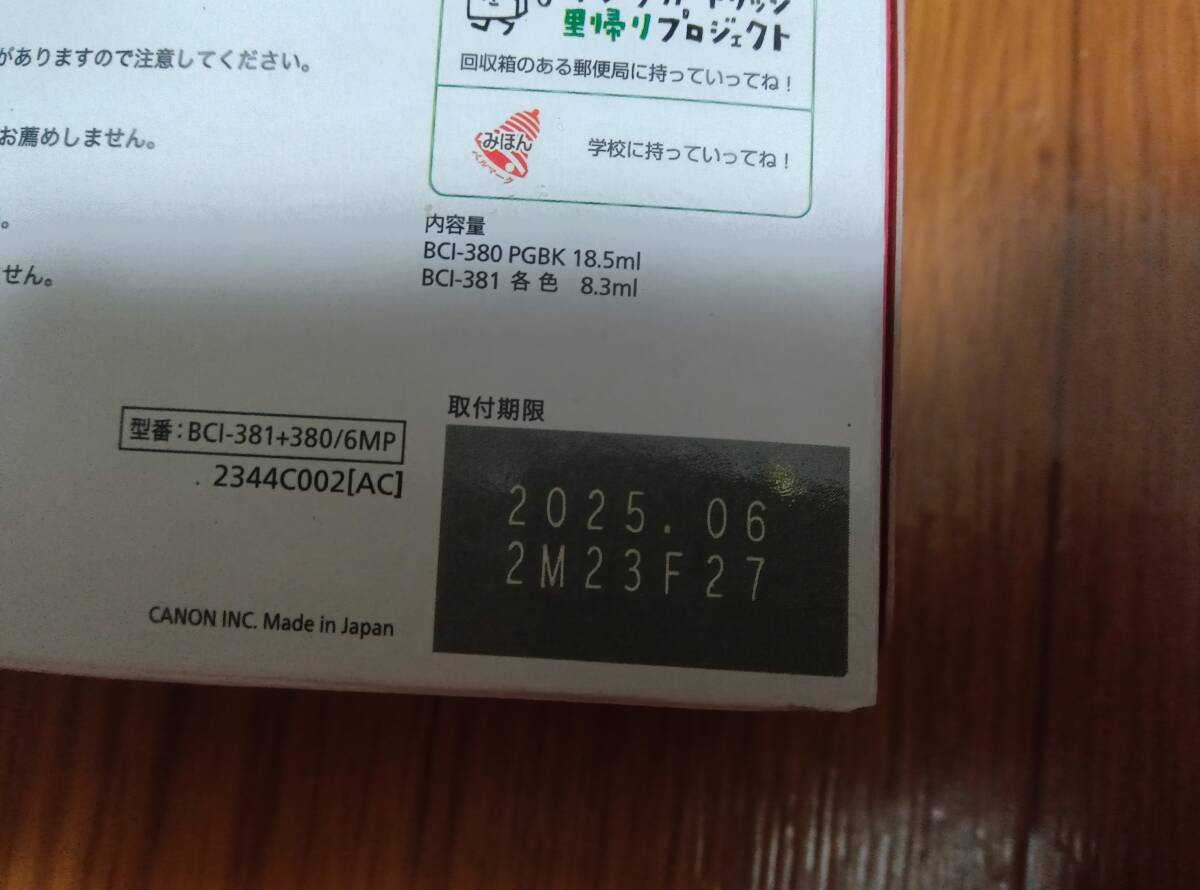 里帰りプロジェクト
回収箱のある郵便局に持っていってね！
みほん
ベルマーク
学校に持っていってね！
がありますので注意してください。
お薦めしません。
せん。
内容量
BCI-380 PGBK 18.5ml
BCI-381 各色 8.3ml
取付期限
型番：BCI-381+380/6MP
2344C002[AC]
2025.06
2M23F27
CANON INC. Made in Japan